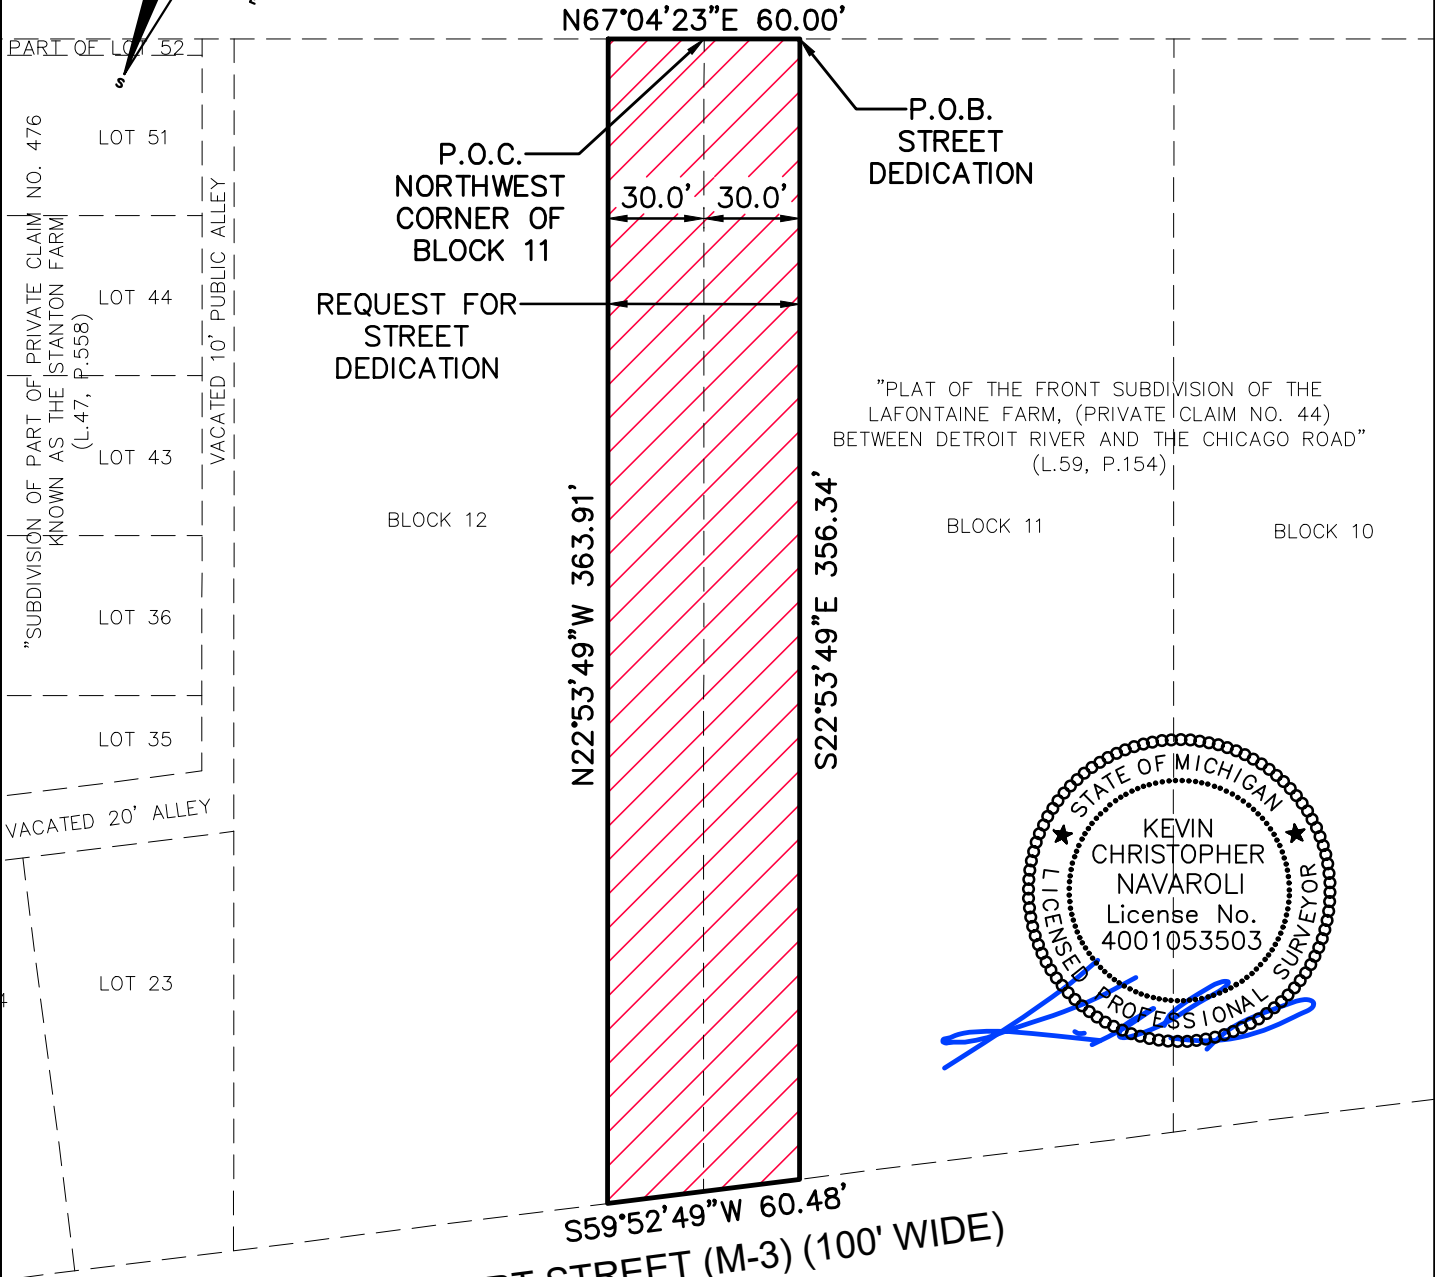 N67°04'23"E 60.00'
S
PART OF LOT 52
LOT 51
LOT 44
LOT 43
LOT 36
LOT 35
VACATED 20' ALLEY
LOT 23
4
"SUBDIVISION OF PART OF PRIVATE CLAIM NO. 476
KNOWN AS THE STANTON FARM
(L.47, P.558)
VACATED 10' PUBLIC ALLEY
P.O.C.
NORTHWEST
CORNER OF
BLOCK 11
P.O.B.
STREET
DEDICATION
30.0' 30.0'
REQUEST FOR
STREET
DEDICATION
"PLAT OF THE FRONT SUBDIVISION OF THE
LAFONTAINE FARM, (PRIVATE CLAIM NO. 44)
BETWEEN DETROIT RIVER AND THE CHICAGO ROAD"
(L.59, P.154)
BLOCK 12
BLOCK 11
BLOCK 10
N22°53'49"W 363.91'
S22°53'49"E 356.34'
STATE OF MICHIGAN
KEVIN
CHRISTOPHER
NAVAROLI
License No.
4001053503
LICENSED PROFESSIONAL SURVEYOR
S59°52'49"W 60.48'
STREET (M-3) (100' WIDE)